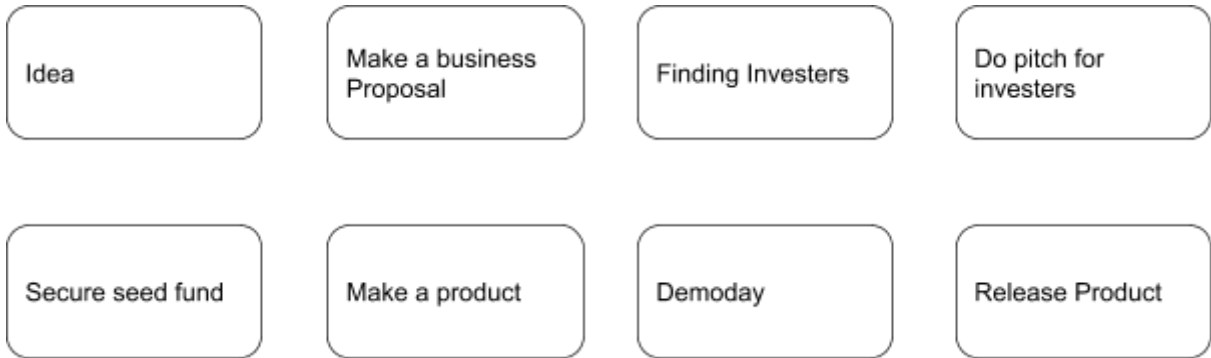 Idea
Make a business
Proposal
Finding Investers
Do pitch for
investers
Secure seed fund
Make a product
Demoday
Release Product